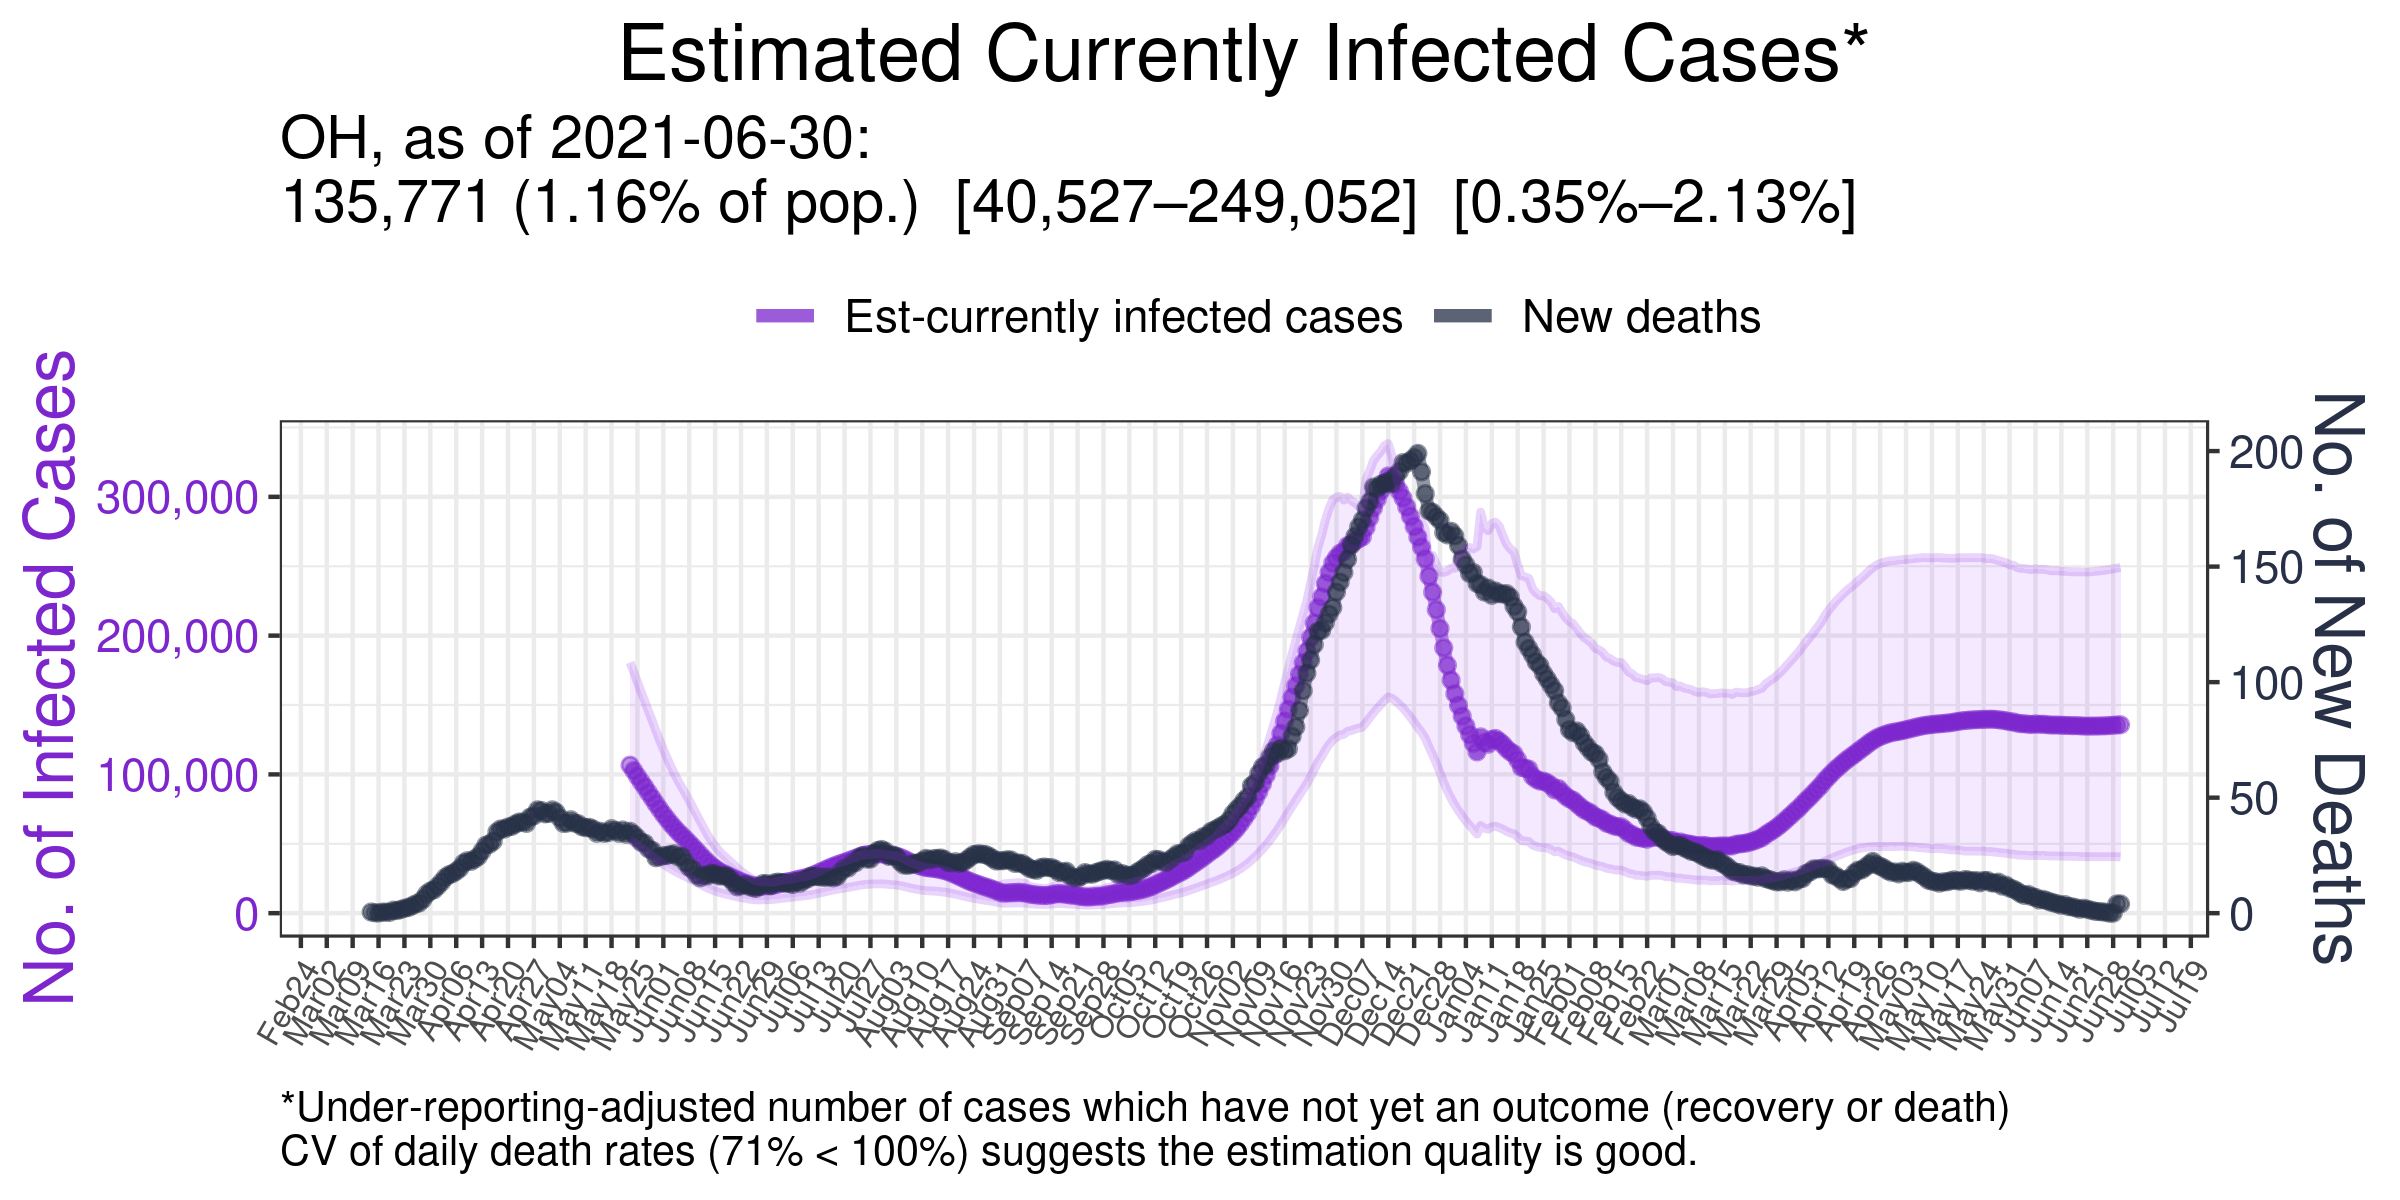 Estimated Currently Infected Cases*
OH, as of 2021-06-30:
135,771 (1.16% of pop.) [40,527–249,052] [0.35%–2.13%]
Est-currently infected cases New deaths
No. of Infected Cases
300,000
200,000
100,000
0
200
150
100
50
0
No. of New Deaths
Feb24
Mar02
Mar09
Mar16
Mar23
Mar30
Apr06
Apr13
Apr20
Apr27
May04
May11
May18
May25
Jun01
Jun08
Jun15
Jun22
Jun29
Jul06
Jul13
Jul20
Jul27
Aug03
Aug10
Aug17
Aug24
Aug31
Sep07
Sep14
Sep21
Sep28
Oct05
Oct12
Oct19
Oct26
Nov02
Nov09
Nov16
Nov23
Nov30
Dec07
Dec14
Dec21
Dec28
Jan04
Jan11
Jan18
Jan25
Feb01
Feb08
Feb15
Feb22
Mar01
Mar08
Mar15
Mar22
Mar29
Apr05
Apr12
Apr19
Apr26
May03
May10
May17
May24
May31
Jun07
Jun14
Jun21
Jun28
Jul05
Jul12
Jul19
*Under-reporting-adjusted number of cases which have not yet an outcome (recovery or death)
CV of daily death rates (71% < 100%) suggests the estimation quality is good.